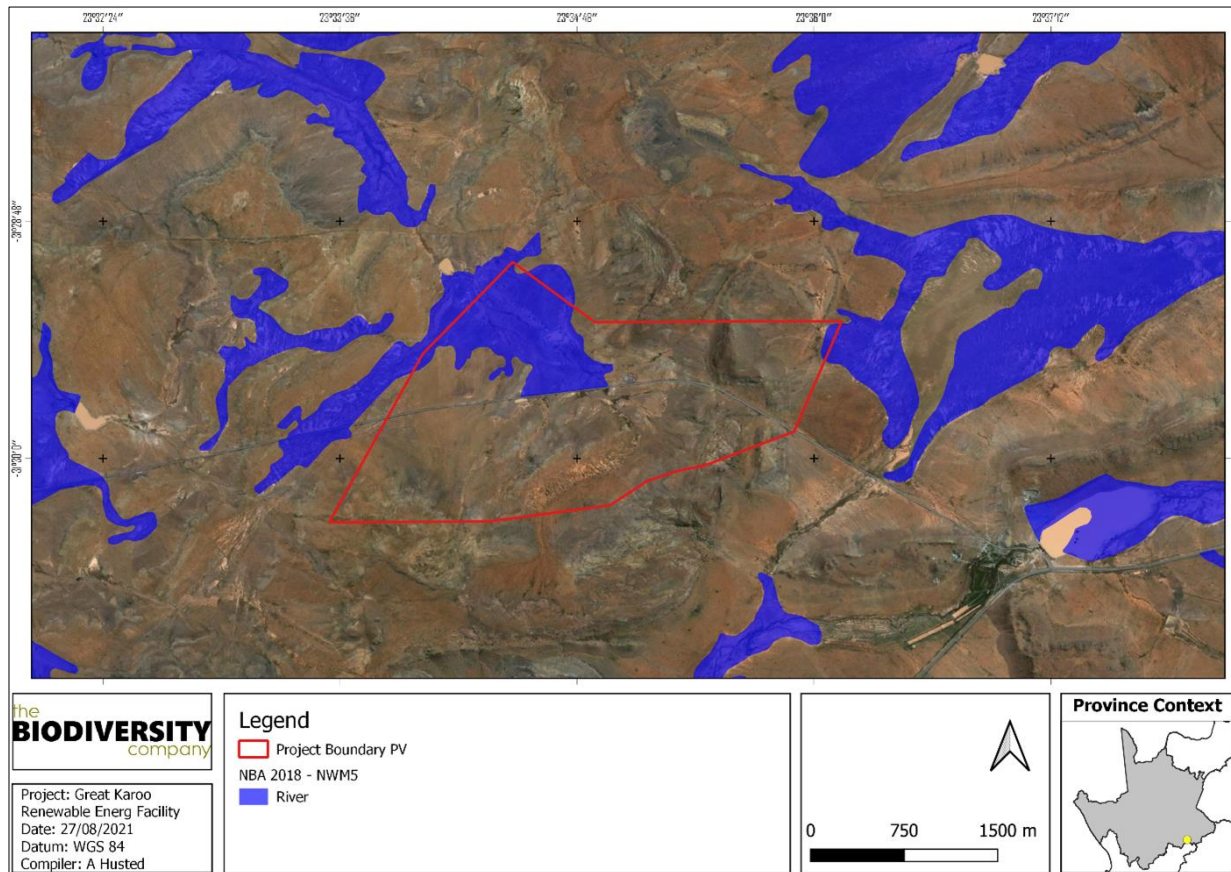 23°32'24'' 23°33'36'' 23°34'48'' 23°36'0'' 23°37'12''
-31°28'48''
-31°30'0''
the
BIODIVERSITY
company
Project: Great Karoo
Renewable Energ Facility
Date: 27/08/2021
Datum: WGS 84
Compiler: A Husted
Legend
Project Boundary PV
NBA 2018 - NWM5
River
0 750 1500 m
Province Context